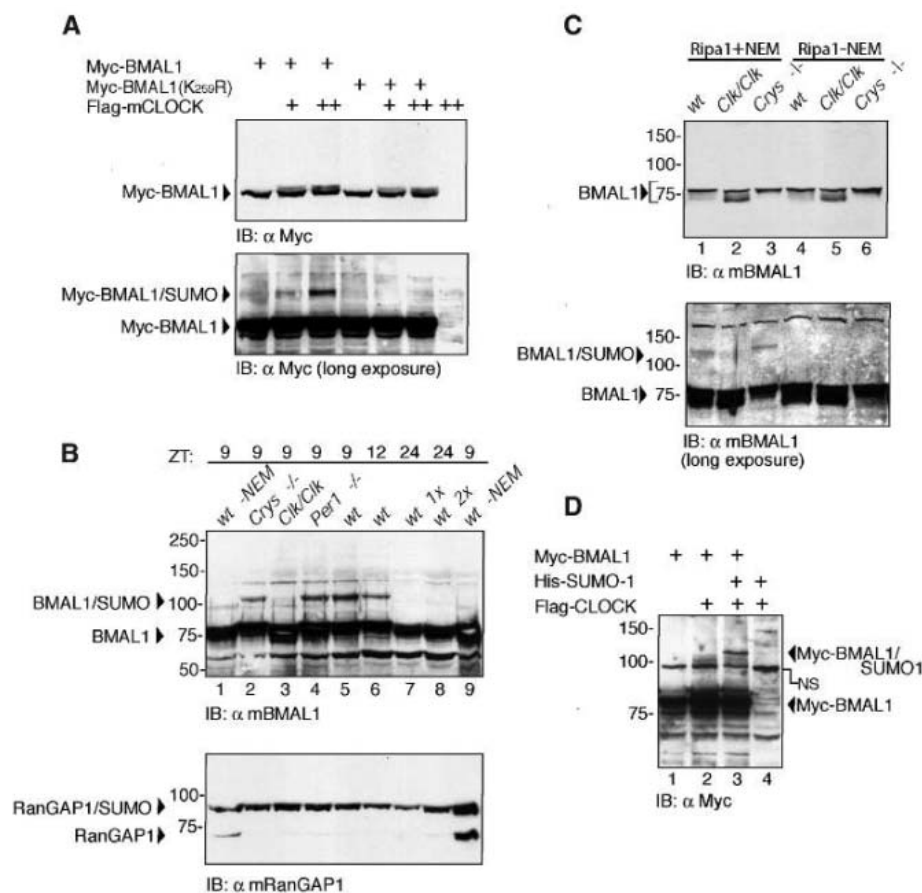 A
Myc-BMAL1 + + +
Myc-BMAL1(K259R) + + +
Flag-mCLOCK + ++ + ++ ++
Myc-BMAL1
IB: α Myc
Myc-BMAL1/SUMO
Myc-BMAL1
IB: α Myc (long exposure)
B
ZT: 9 9 9 9 9 12 24 24 9
wt -NEM Crys -/- Clk/Clk Per1 -/- wt wt wt 1x wt 2x wt -NEM
250-
150-
BMAL1/SUMO 100-
BMAL1 75-
50-
1 2 3 4 5 6 7 8 9
IB: α mBMAL1
RanGAP1/SUMO 100-
RanGAP1 75-
IB: α mRanGAP1
C
Ripa1+NEM Ripa1-NEM
wt Clk/Clk Crys -/- wt Clk/Clk Crys -/-
150-
100-
BMAL1 [ 75-
1 2 3 4 5 6
IB: α mBMAL1
150-
BMAL1/SUMO 100-
BMAL1 75-
IB: α mBMAL1
(long exposure)
D
Myc-BMAL1 + + +
His-SUMO-1 + +
Flag-CLOCK + + +
150-
Myc-BMAL1/
100- SUMO1
NS
75- Myc-BMAL1
1 2 3 4
IB: α Myc